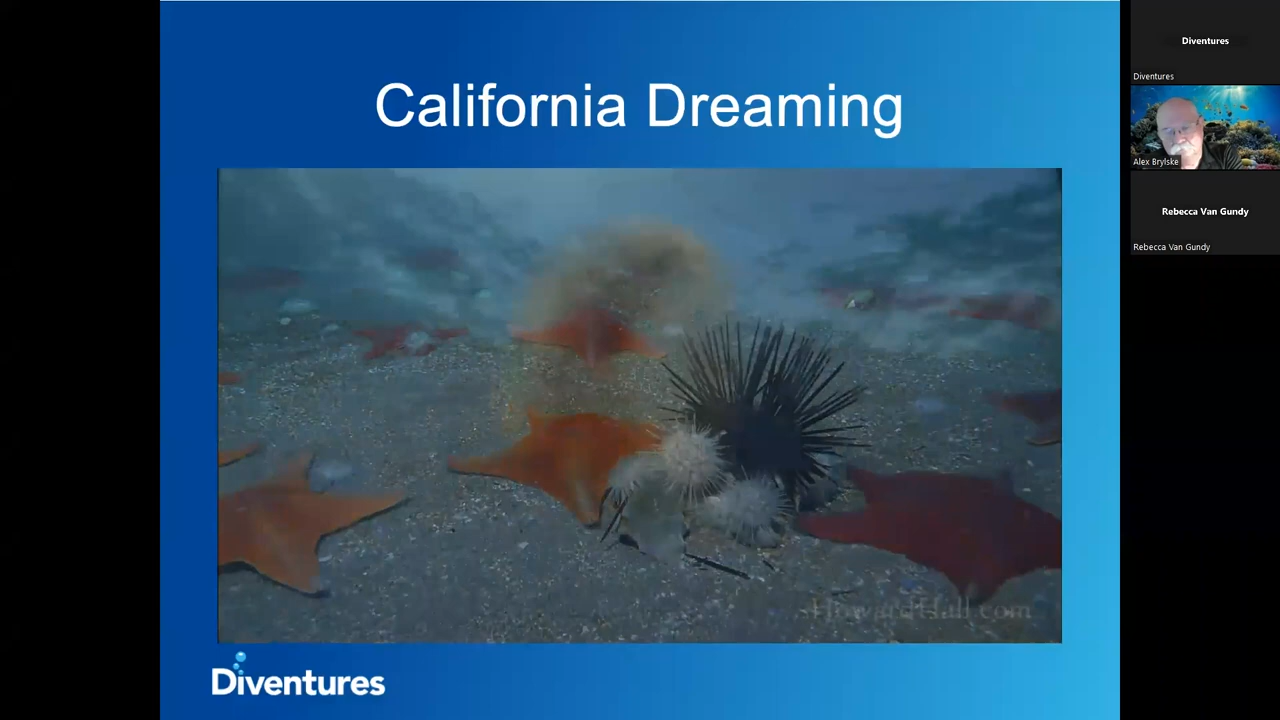 California Dreaming
HowardHall.com
Diventures
Diventures
Diventures
Alex Brylske
Rebecca Van Gundy
Rebecca Van Gundy